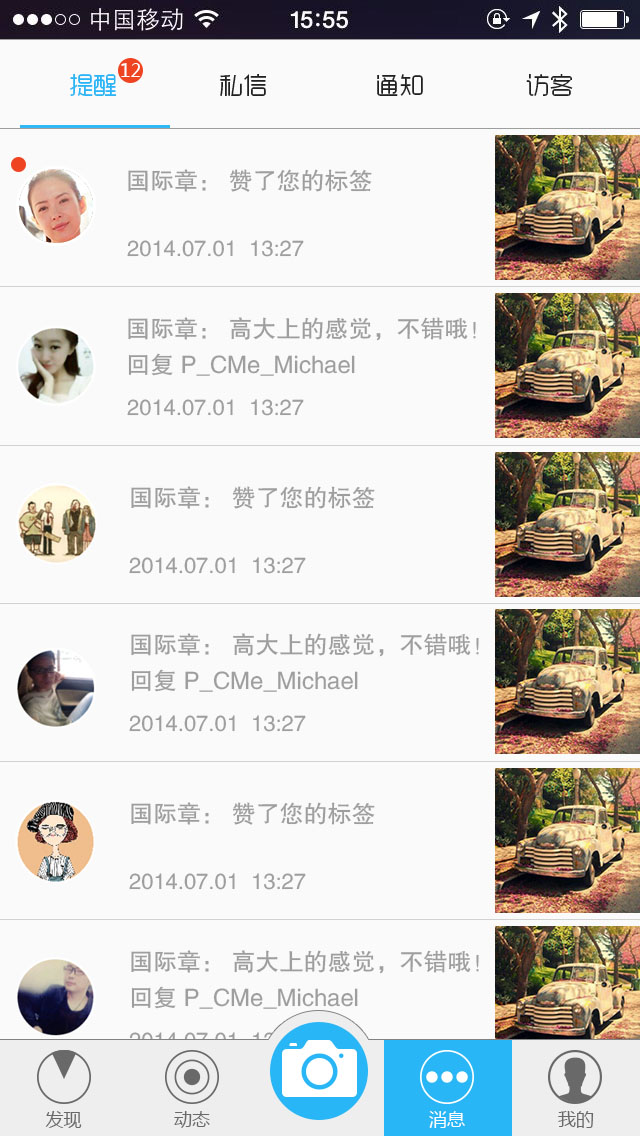 中国移动 15:55
提醒 12 私信 通知 访客
国际章： 赞了您的标签
2014.07.01 13:27
国际章： 高大上的感觉，不错哦！
回复 P_CMe_Michael
2014.07.01 13:27
国际章： 赞了您的标签
2014.07.01 13:27
国际章： 高大上的感觉，不错哦！
回复 P_CMe_Michael
2014.07.01 13:27
国际章： 赞了您的标签
2014.07.01 13:27
国际章： 高大上的感觉，不错哦！
回复 P_CMe_Michael
发现 动态 消息 我的